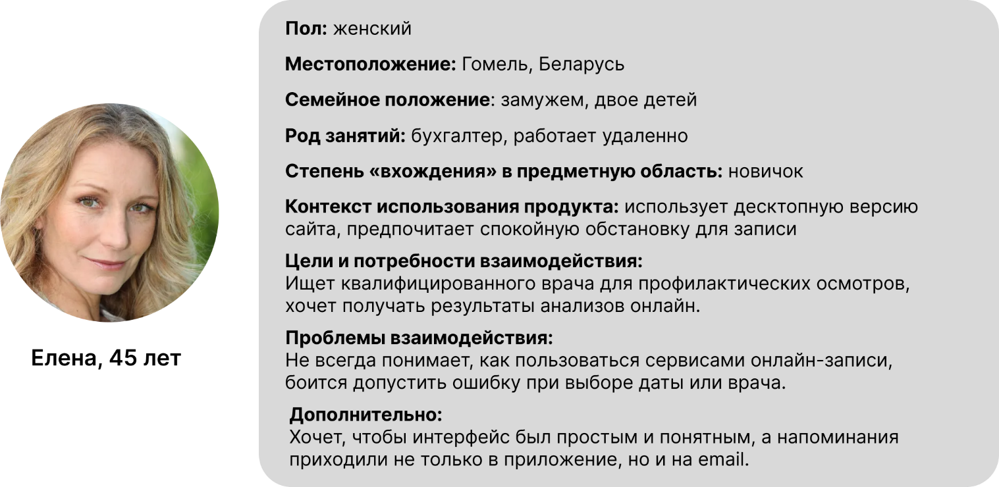 Пол: женский
Местоположение: Гомель, Беларусь
Семейное положение: замужем, двое детей
Род занятий: бухгалтер, работает удаленно
Степень «вхождения» в предметную область: новичок
Контекст использования продукта: использует десктопную версию
сайта, предпочитает спокойную обстановку для записи
Цели и потребности взаимодействия:
Ищет квалифицированного врача для профилактических осмотров,
хочет получать результаты анализов онлайн.
Проблемы взаимодействия:
Не всегда понимает, как пользоваться сервисами онлайн-записи,
боится допустить ошибку при выборе даты или врача.
Дополнительно:
Хочет, чтобы интерфейс был простым и понятным, а напоминания
приходили не только в приложение, но и на email.
Елена, 45 лет